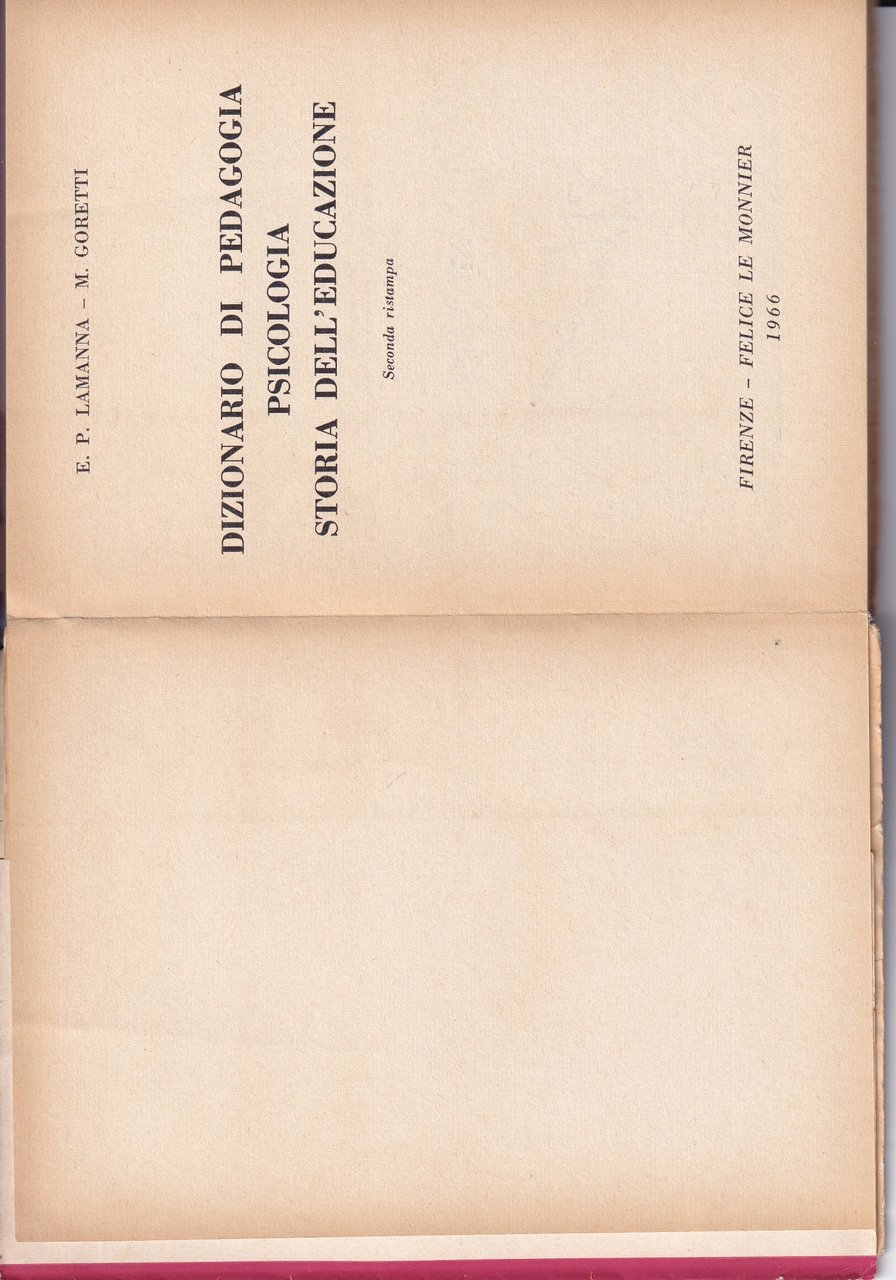 E. P. LAMANNA – M. GORETTI
DIZIONARIO DI PEDAGOGIA
PSICOLOGIA
STORIA DELL'EDUCAZIONE
Seconda ristampa
FIRENZE – FELICE LE MONNIER
1966